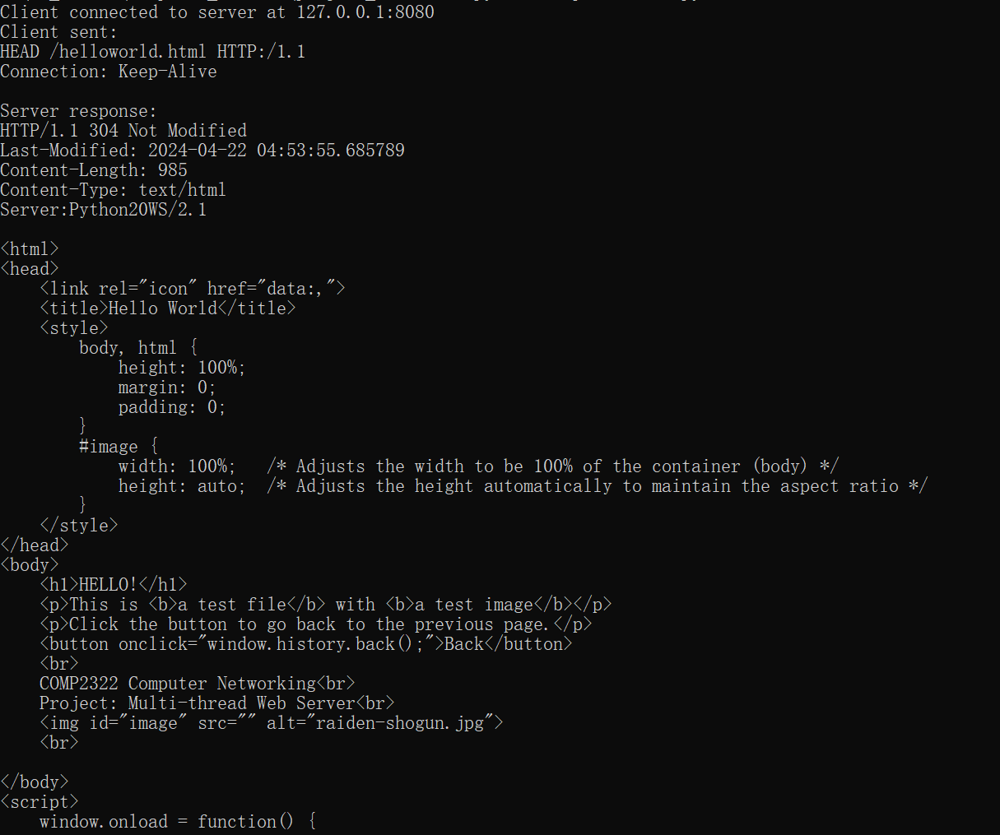 Client connected to server at 127.0.0.1:8080
Client sent:
HEAD /helloworld.html HTTP:/1.1
Connection: Keep-Alive

Server response:
HTTP/1.1 304 Not Modified
Last-Modified: 2024-04-22 04:53:55.685789
Content-Length: 985
Content-Type: text/html
Server:Python20WS/2.1

<html>
<head>
    <link rel="icon" href="data:,">
    <title>Hello World</title>
    <style>
        body, html {
            height: 100%;
            margin: 0;
            padding: 0;
        }
        #image {
            width: 100%;   /* Adjusts the width to be 100% of the container (body) */
            height: auto;  /* Adjusts the height automatically to maintain the aspect ratio */
        }
    </style>
</head>
<body>
    <h1>HELLO!</h1>
    <p>This is <b>a test file</b> with <b>a test image</b></p>
    <p>Click the button to go back to the previous page.</p>
    <button onclick="window.history.back();">Back</button>
    <br>
    COMP2322 Computer Networking<br>
    Project: Multi-thread Web Server<br>
    <img id="image" src="" alt="raiden-shogun.jpg">
    <br>

</body>
<script>
    window.onload = function() {